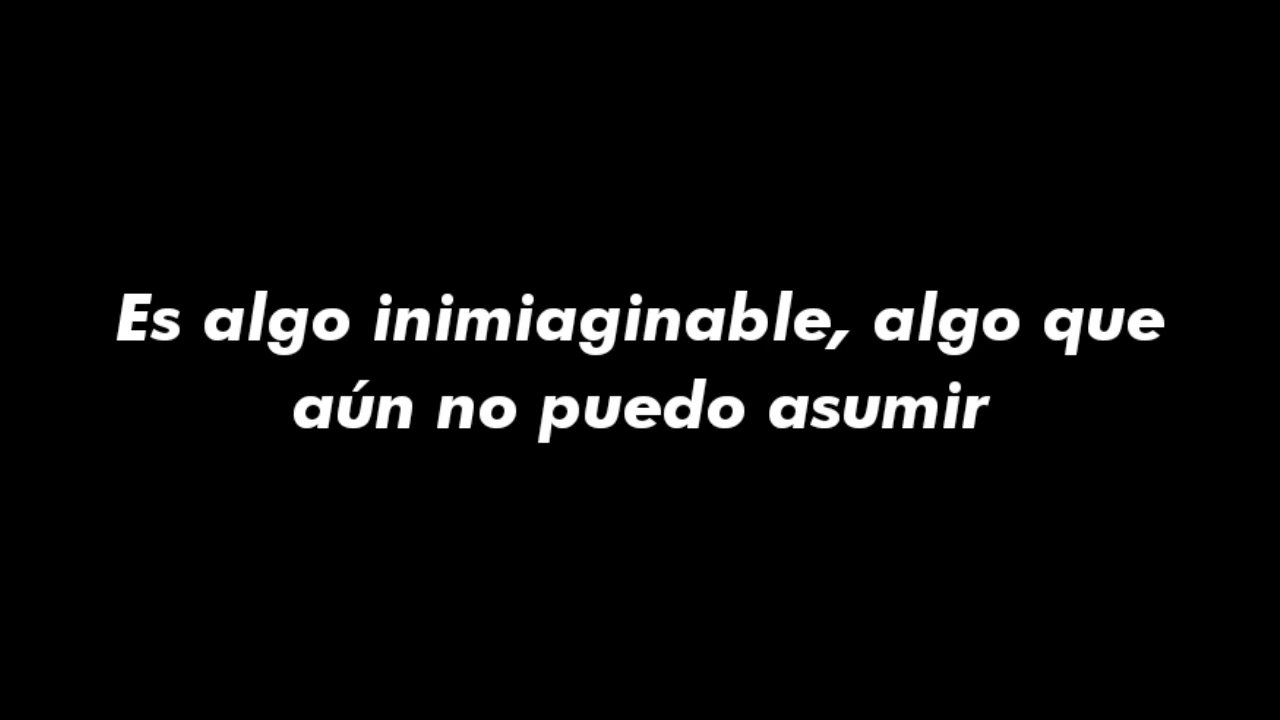 Es algo inimiaginable, algo que
aún no puedo asumir